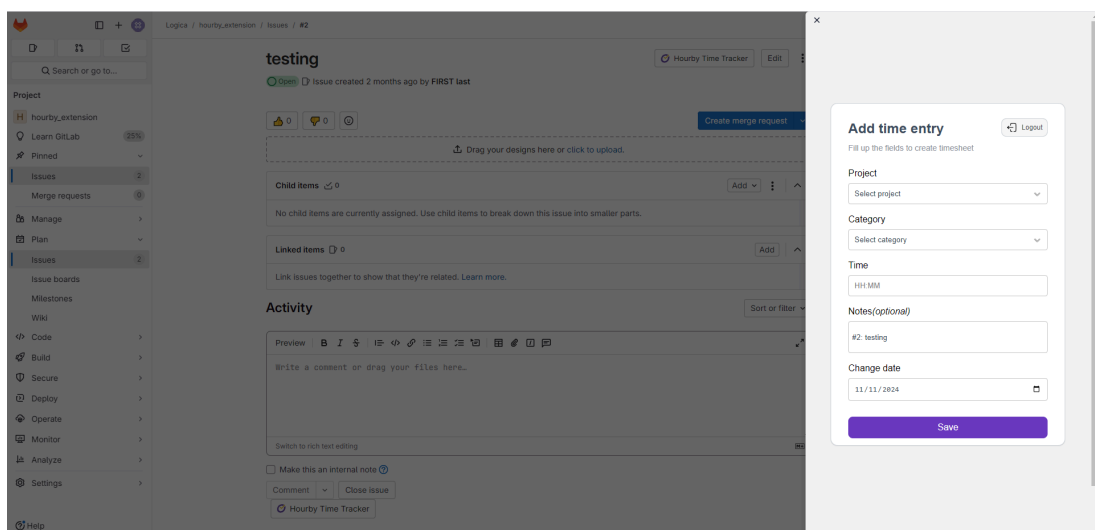 Logica / hourby_extension / Issues / #2
Search or go to...
Project
H hourby_extension
Learn GitLab 25%
Pinned
Issues 2
Merge requests 0
Manage
Plan
Issues 2
Issue boards
Milestones
Wiki
Code
Build
Secure
Deploy
Operate
Monitor
Analyze
Settings
Help
testing
Hourby Time Tracker
Edit
Open Issue created 2 months ago by FIRST last
0 0
Create merge request
Drag your designs here or click to upload.
Child items 0
Add
No child items are currently assigned. Use child items to break down this issue into smaller parts.
Linked items 0
Add
Link issues together to show that they're related. Learn more.
Activity
Sort or filter
Preview B I S
Write a comment or drag your files here…
Switch to rich text editing
Make this an internal note
Comment Close issue
Hourby Time Tracker
Add time entry
Logout
Fill up the fields to create timesheet
Project
Select project
Category
Select category
Time
HH:MM
Notes(optional)
#2: testing
Change date
11/11/2024
Save